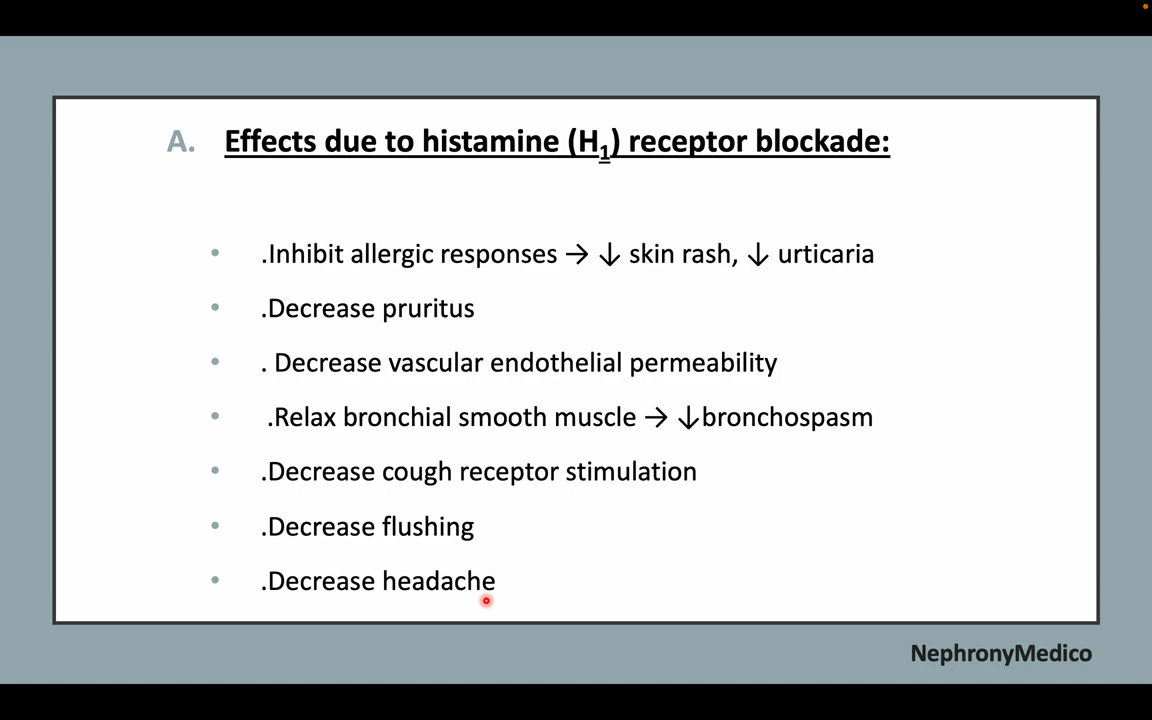 A. Effects due to histamine (H₁) receptor blockade:
• .Inhibit allergic responses → ↓ skin rash, ↓ urticaria
• .Decrease pruritus
• . Decrease vascular endothelial permeability
• .Relax bronchial smooth muscle → ↓bronchospasm
• .Decrease cough receptor stimulation
• .Decrease flushing
• .Decrease headache
NephronyMedico